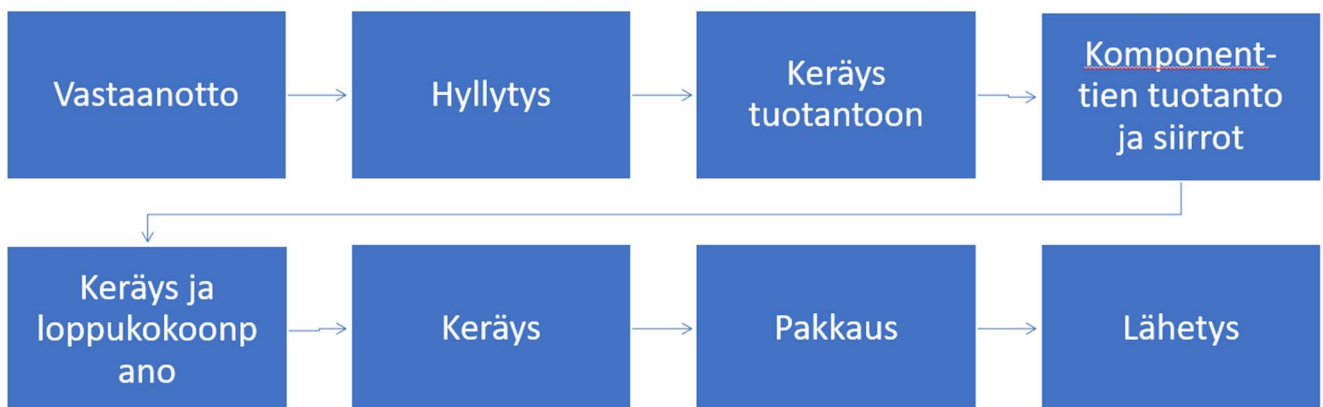 Vastaanotto
Hyllytys
Keräys
tuotantoon
Komponent-
tien tuotanto
ja siirrot
Keräys ja
loppukokoonp
ano
Keräys
Pakkaus
Lähetys